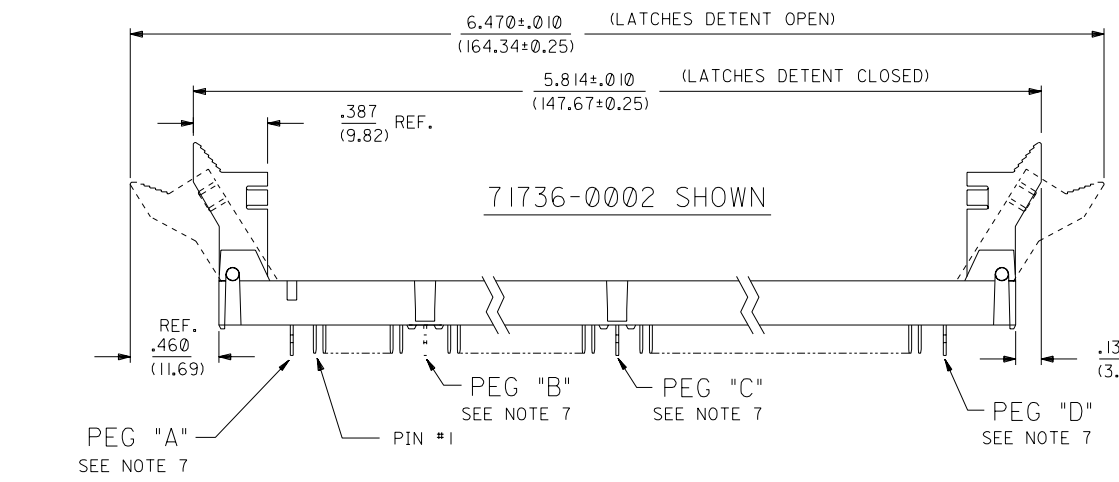 6.470±.010 (LATCHES DETENT OPEN)
(164.34±0.25)
5.814±.010 (LATCHES DETENT CLOSED)
(147.67±0.25)
.387
(9.82) REF.
71736-0002 SHOWN
REF.
.460
(11.69)
.13
(3.
PEG "A"
SEE NOTE 7
PIN #1
PEG "B"
SEE NOTE 7
PEG "C"
SEE NOTE 7
PEG "D"
SEE NOTE 7